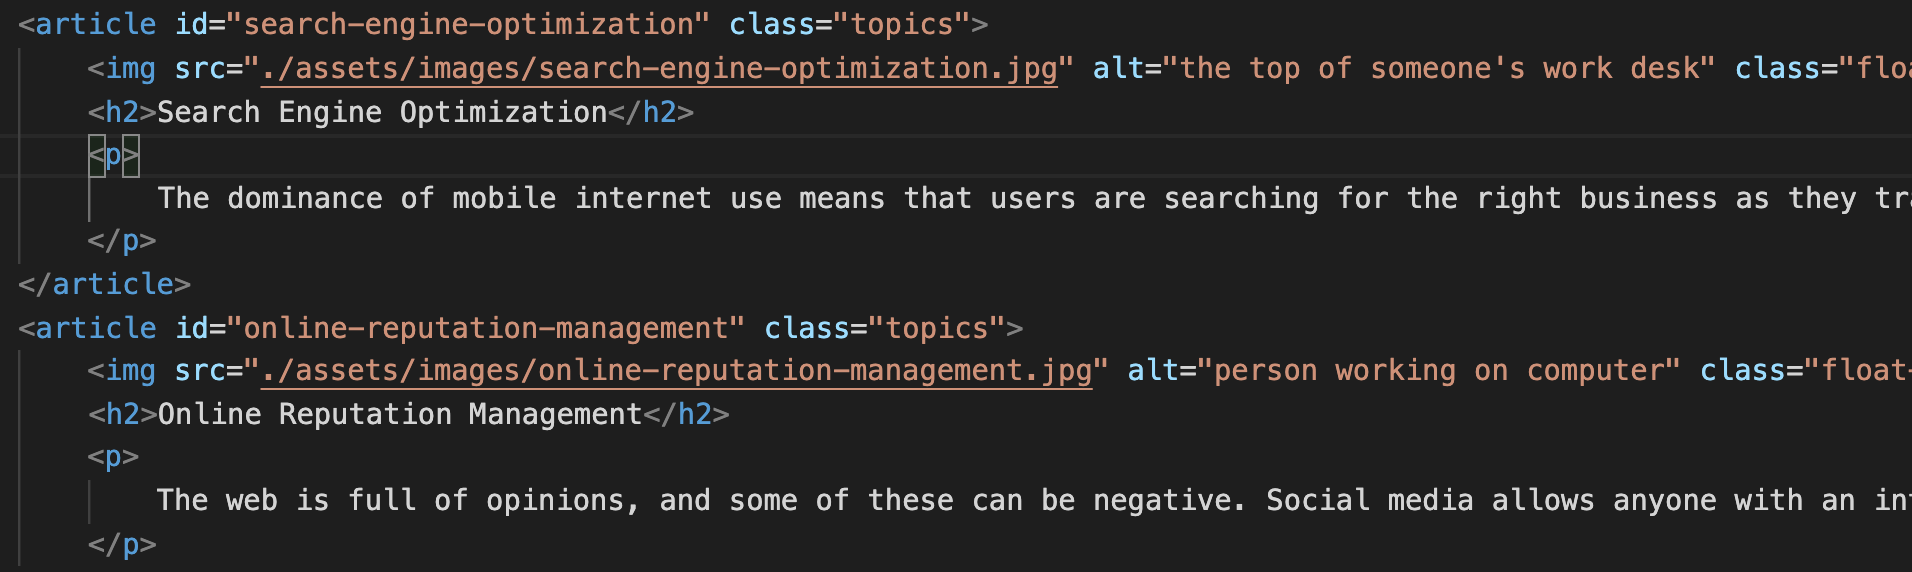 <article id="search-engine-optimization" class="topics">
<img src="./assets/images/search-engine-optimization.jpg" alt="the top of someone's work desk" class="floa
<h2>Search Engine Optimization</h2>
<p>
The dominance of mobile internet use means that users are searching for the right business as they tra
</p>
</article>
<article id="online-reputation-management" class="topics">
<img src="./assets/images/online-reputation-management.jpg" alt="person working on computer" class="float-
<h2>Online Reputation Management</h2>
<p>
The web is full of opinions, and some of these can be negative. Social media allows anyone with an int
</p>